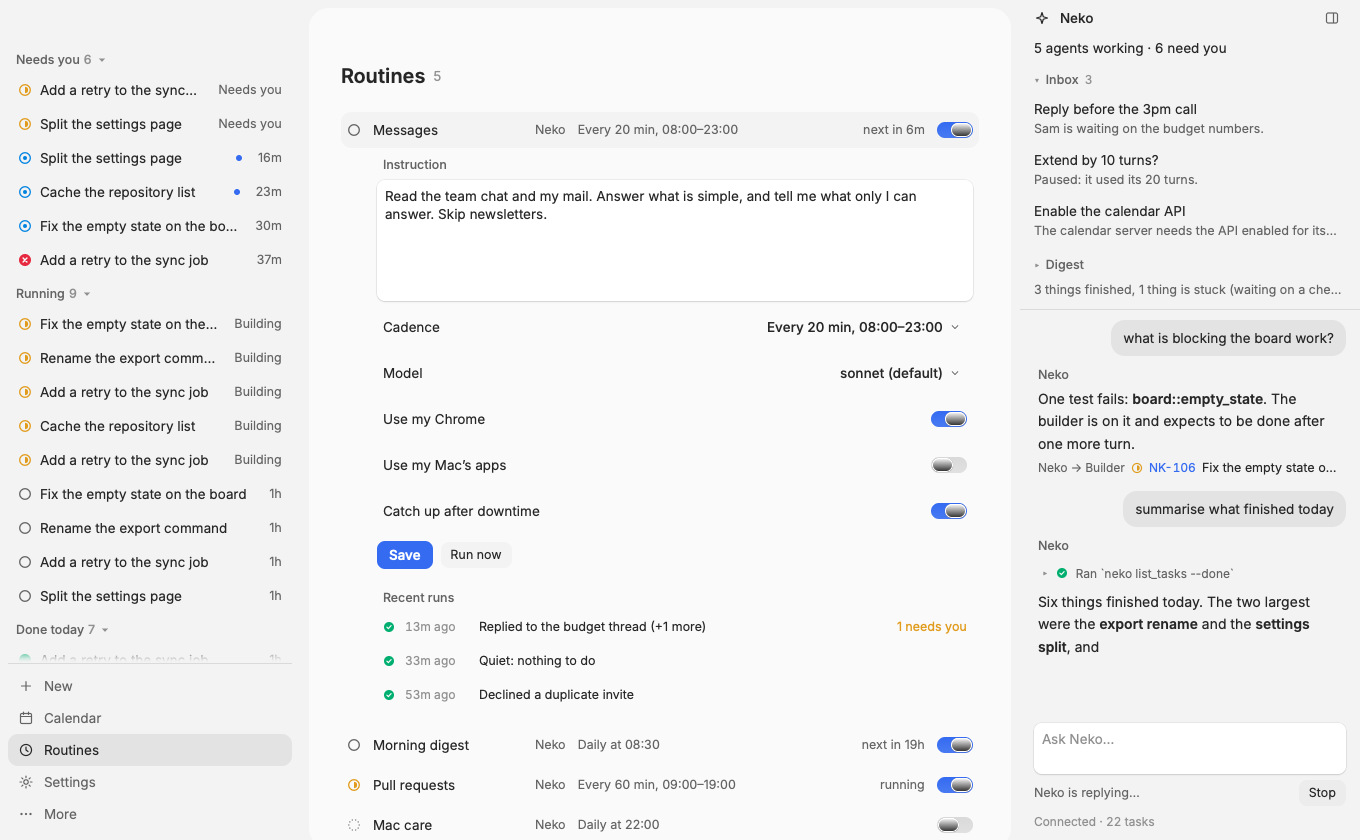 Needs you 6
Add a retry to the sync... Needs you
Split the settings page Needs you
Split the settings page 16m
Cache the repository list 23m
Fix the empty state on the bo... 30m
Add a retry to the sync job 37m
Running 9
Fix the empty state on the... Building
Rename the export comm... Building
Add a retry to the sync job Building
Cache the repository list Building
Add a retry to the sync job Building
Fix the empty state on the board 1h
Rename the export command 1h
Add a retry to the sync job 1h
Split the settings page 1h
Done today 7
Add a retry to the sync job 1h
New
Calendar
Routines
Settings
More
Routines 5
Messages Neko Every 20 min, 08:00–23:00 next in 6m
Instruction
Read the team chat and my mail. Answer what is simple, and tell me what only I can
answer. Skip newsletters.
Cadence Every 20 min, 08:00–23:00
Model sonnet (default)
Use my Chrome
Use my Mac’s apps
Catch up after downtime
Save Run now
Recent runs
13m ago Replied to the budget thread (+1 more) 1 needs you
33m ago Quiet: nothing to do
53m ago Declined a duplicate invite
Morning digest Neko Daily at 08:30 next in 19h
Pull requests Neko Every 60 min, 09:00–19:00 running
Mac care Neko Daily at 22:00
Neko
5 agents working · 6 need you
Inbox 3
Reply before the 3pm call
Sam is waiting on the budget numbers.
Extend by 10 turns?
Paused: it used its 20 turns.
Enable the calendar API
The calendar server needs the API enabled for its...
Digest
3 things finished, 1 thing is stuck (waiting on a che...
what is blocking the board work?
Neko
One test fails: board::empty_state. The
builder is on it and expects to be done after
one more turn.
Neko → Builder NK-106 Fix the empty state o...
summarise what finished today
Neko
Ran `neko list_tasks --done`
Six things finished today. The two largest
were the export rename and the settings
split, and
Ask Neko...
Neko is replying... Stop
Connected · 22 tasks